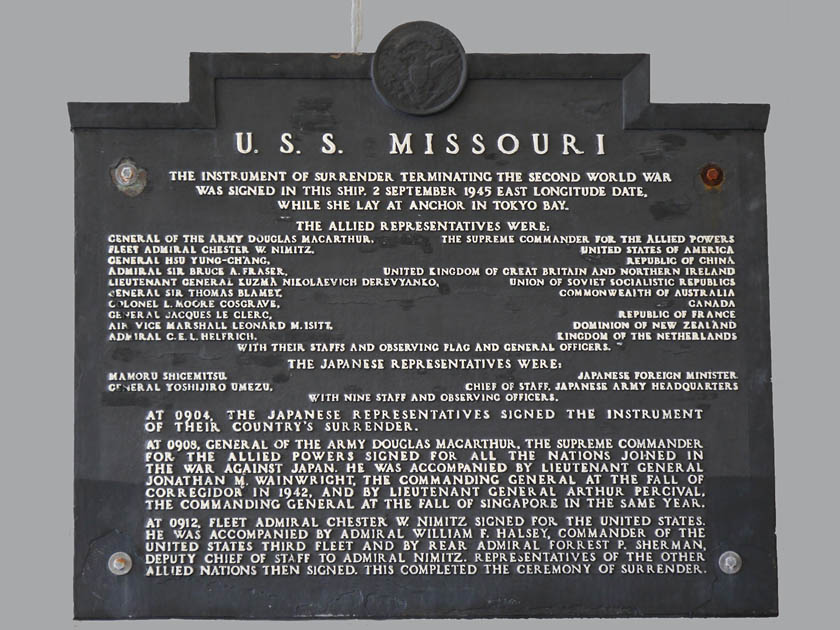 U. S. S. MISSOURI
THE INSTRUMENT OF SURRENDER TERMINATING THE SECOND WORLD WAR
WAS SIGNED IN THIS SHIP. 2 SEPTEMBER 1945 EAST LONGITUDE DATE,
WHILE SHE LAY AT ANCHOR IN TOKYO BAY.
THE ALLIED REPRESENTATIVES WERE:
GENERAL OF THE ARMY DOUGLAS MACARTHUR, THE SUPREME COMMANDER FOR THE ALLIED POWERS
FLEET ADMIRAL CHESTER W. NIMITZ, UNITED STATES OF AMERICA
GENERAL HSU YUNG-CH'ANG, REPUBLIC OF CHINA
ADMIRAL SIR BRUCE A. FRASER, UNITED KINGDOM OF GREAT BRITAIN AND NORTHERN IRELAND
LIEUTENANT GENERAL KUZMA NIKOLAEVICH DEREVYANKO, UNION OF SOVIET SOCIALISTIC REPUBLICS
GENERAL SIR THOMAS BLAMEY, COMMONWEALTH OF AUSTRALIA
COLONEL L. MOORE COSGRAVE, CANADA
GENERAL JACQUES LE CLERC, REPUBLIC OF FRANCE
AIR VICE MARSHALL LEONARD M. ISITT, DOMINION OF NEW ZEALAND
ADMIRAL C.E.L. HELFRICH, KINGDOM OF THE NETHERLANDS
WITH THEIR STAFFS AND OBSERVING FLAG AND GENERAL OFFICERS.
THE JAPANESE REPRESENTATIVES WERE:
MAMORU SHIGEMITSU JAPANESE FOREIGN MINISTER
GENERAL YOSHIJIRO UMEZU, CHIEF OF STAFF, JAPANESE ARMY HEADQUARTERS
WITH NINE STAFF AND OBSERVING OFFICERS.
AT 0904, THE JAPANESE REPRESENTATIVES SIGNED THE INSTRUMENT
OF THEIR COUNTRY'S SURRENDER.
AT 0908, GENERAL OF THE ARMY DOUGLAS MACARTHUR, THE SUPREME COMMANDER
FOR THE ALLIED POWERS SIGNED FOR ALL THE NATIONS JOINED IN
THE WAR AGAINST JAPAN. HE WAS ACCOMPANIED BY LIEUTENANT GENERAL
JONATHAN M. WAINWRIGHT, THE COMMANDING GENERAL AT THE FALL OF
CORREGIDOR IN 1942, AND BY LIEUTENANT GENERAL ARTHUR PERCIVAL,
THE COMMANDING GENERAL AT THE FALL OF SINGAPORE IN THE SAME YEAR.
AT 0912, FLEET ADMIRAL CHESTER W. NIMITZ SIGNED FOR THE UNITED STATES.
HE WAS ACCOMPANIED BY ADMIRAL WILLIAM F. HALSEY, COMMANDER OF THE
UNITED STATES THIRD FLEET AND BY REAR ADMIRAL FORREST P. SHERMAN,
DEPUTY CHIEF OF STAFF TO ADMIRAL NIMITZ. REPRESENTATIVES OF THE OTHER
ALLIED NATIONS THEN SIGNED. THIS COMPLETED THE CEREMONY OF SURRENDER.